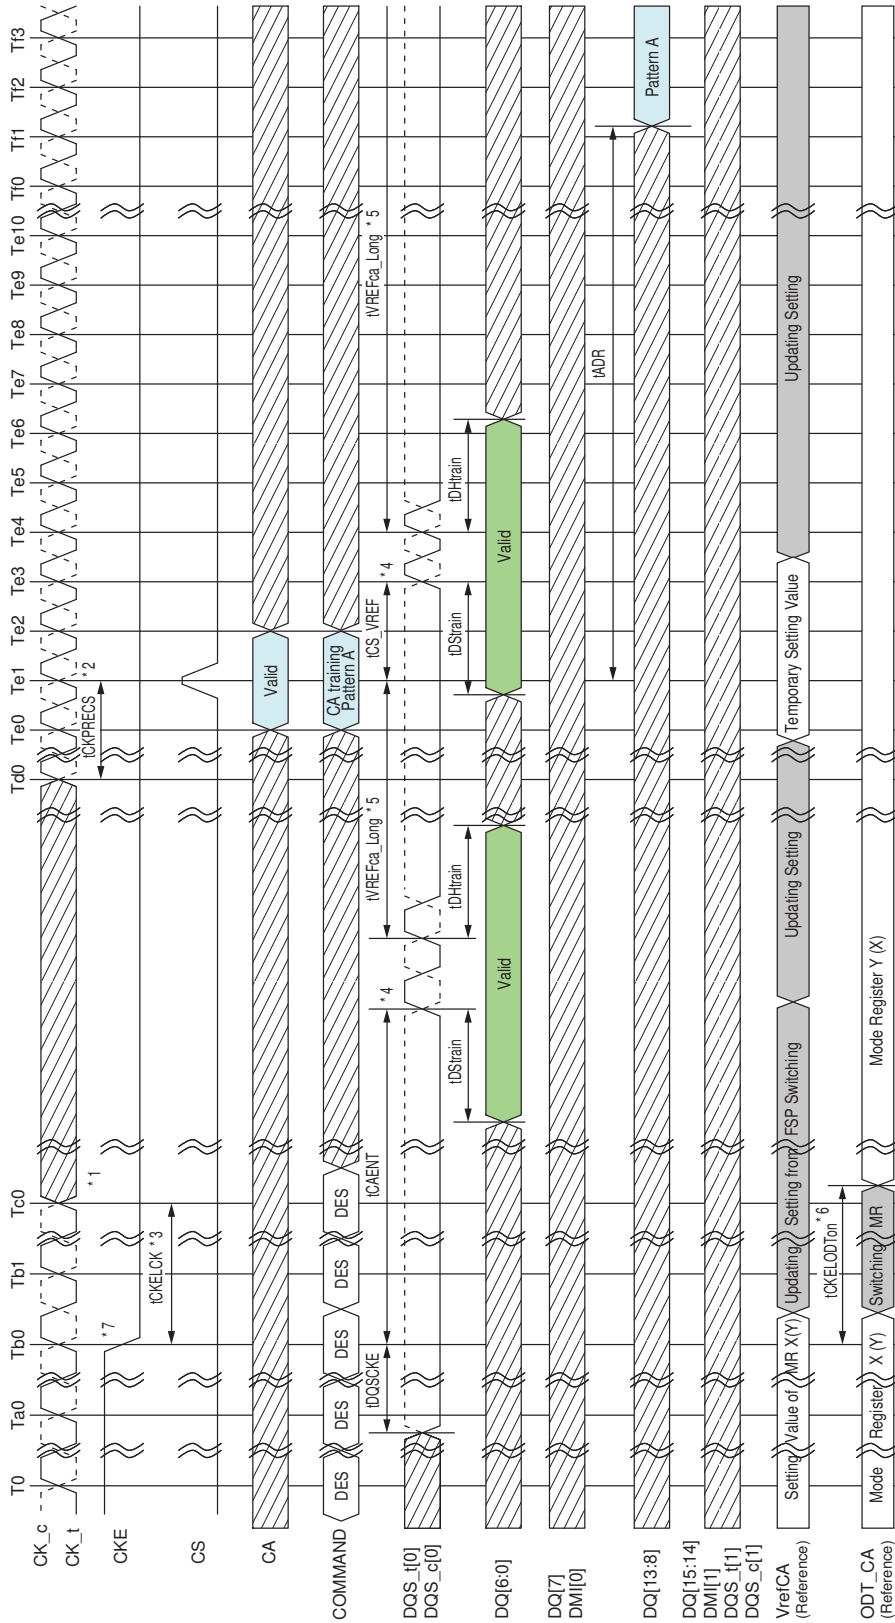 T0 Ta0 Tb0 Tb1 Tc0 Td0 Te0 Te1 Te2 Te3 Te4 Te5 Te6 Te7 Te8 Te9 Te10 Tf0 Tf1 Tf2 Tf3
CK_c
CK_t
* 1
tCKPRECS * 2
CKE
* 7
tCKELCK * 3
CS
CA
Valid
COMMAND
DES DES DES DES DES
CA training
Pattern A
tDQSCKE
tCAENT
tVREFca_Long * 5
tCS_VREF
tVREFca_Long * 5
* 4
* 4
DQS_t[0]
DQS_c[0]
tDStrain tDHtrain tDStrain tDHtrain
DQ[6:0]
Valid Valid
DQ[7]
DMI[0]
tADR
DQ[13:8]
Pattern A
DQ[15:14]
DMI[1]
DQS_t[1]
DQS_c[1]
VrefCA
(Reference)
Setting Value of MR X(Y) Updating Setting from FSP Switching Updating Setting Temporary Setting Value Updating Setting
tCKELODTon * 6
ODT_CA
(Reference)
Mode Register X (Y) Switching MR Mode Register Y (X)